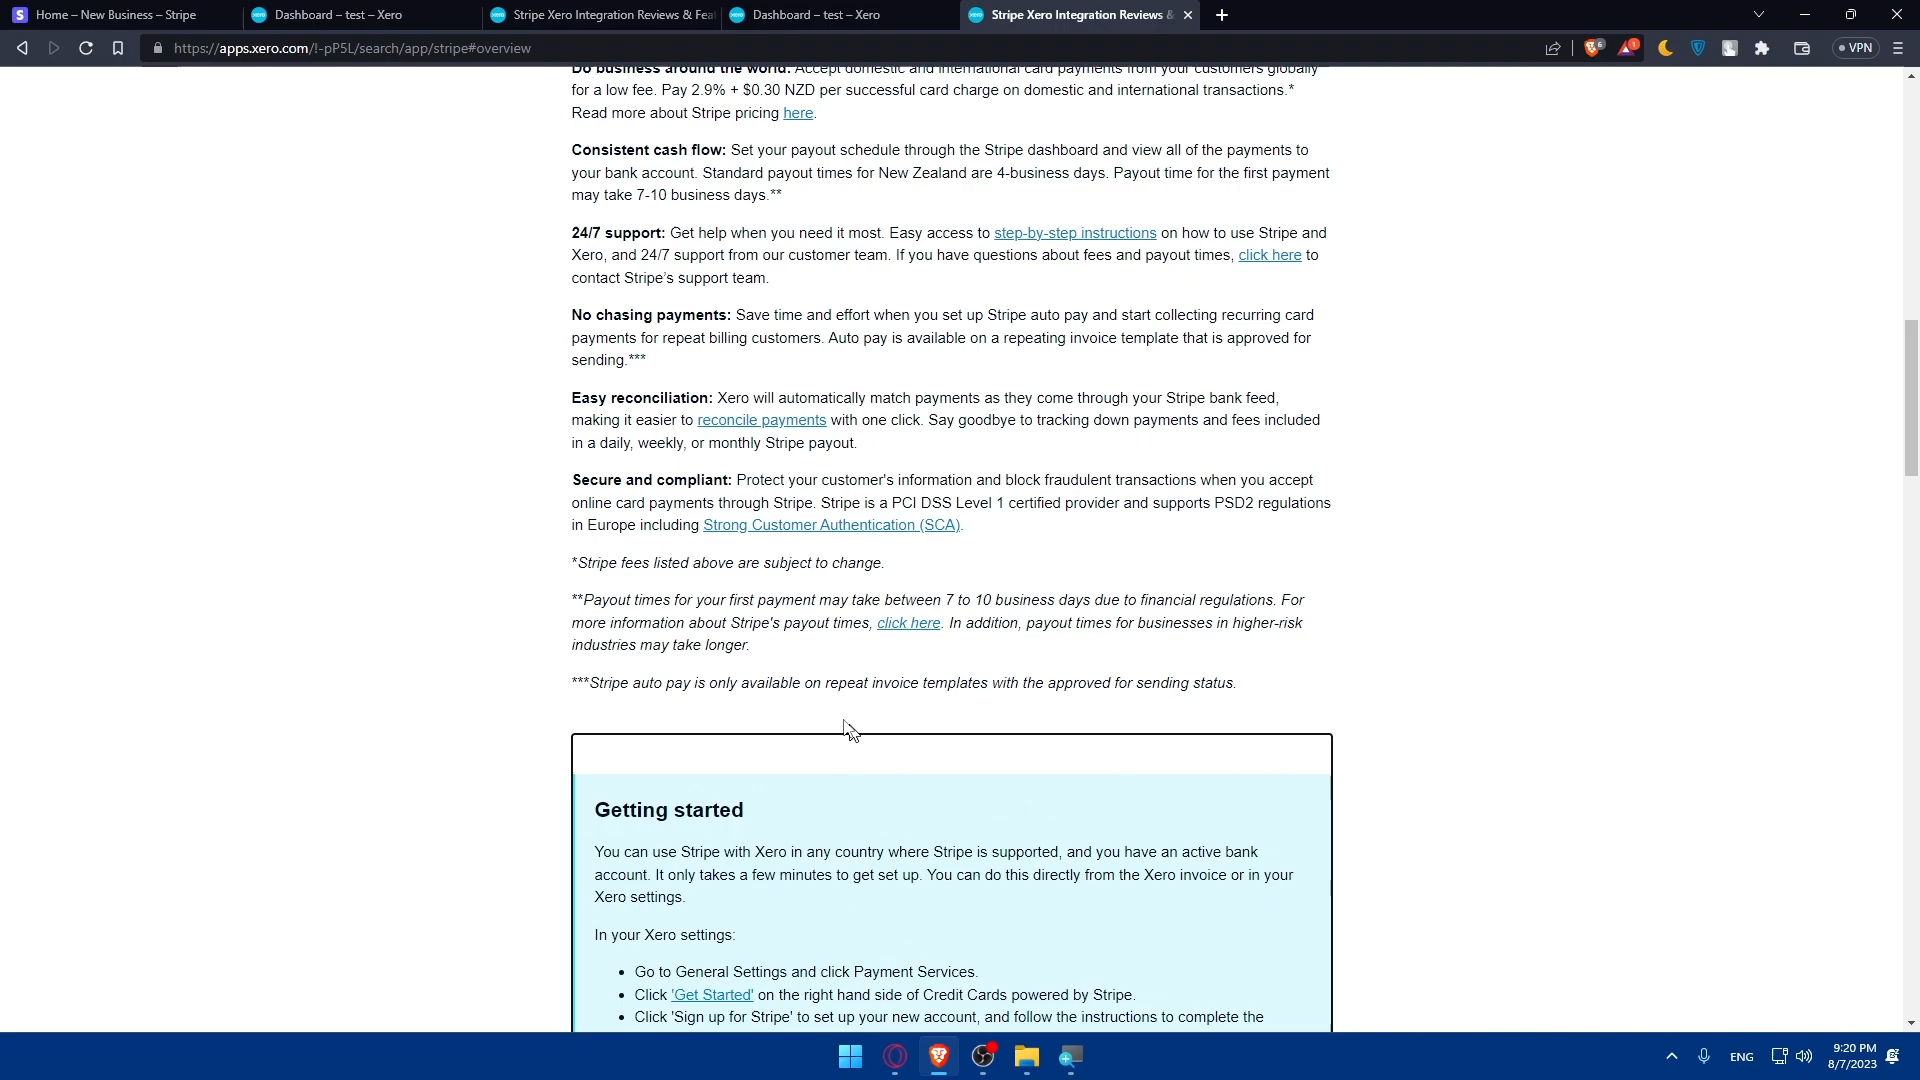 Home – New Business – Stripe
Dashboard – test – Xero
Stripe Xero Integration Reviews & Fea
Dashboard – test – Xero
Stripe Xero Integration Reviews &
https://apps.xero.com/!-pP5L/search/app/stripe#overview
VPN
Do business around the world: Accept domestic and international card payments from your customers globally
for a low fee. Pay 2.9% + $0.30 NZD per successful card charge on domestic and international transactions.*
Read more about Stripe pricing here.
Consistent cash flow: Set your payout schedule through the Stripe dashboard and view all of the payments to
your bank account. Standard payout times for New Zealand are 4-business days. Payout time for the first payment
may take 7-10 business days.**
24/7 support: Get help when you need it most. Easy access to step-by-step instructions on how to use Stripe and
Xero, and 24/7 support from our customer team. If you have questions about fees and payout times, click here to
contact Stripe's support team.
No chasing payments: Save time and effort when you set up Stripe auto pay and start collecting recurring card
payments for repeat billing customers. Auto pay is available on a repeating invoice template that is approved for
sending.***
Easy reconciliation: Xero will automatically match payments as they come through your Stripe bank feed,
making it easier to reconcile payments with one click. Say goodbye to tracking down payments and fees included
in a daily, weekly, or monthly Stripe payout.
Secure and compliant: Protect your customer's information and block fraudulent transactions when you accept
online card payments through Stripe. Stripe is a PCI DSS Level 1 certified provider and supports PSD2 regulations
in Europe including Strong Customer Authentication (SCA).
*Stripe fees listed above are subject to change.
**Payout times for your first payment may take between 7 to 10 business days due to financial regulations. For
more information about Stripe's payout times, click here. In addition, payout times for businesses in higher-risk
industries may take longer.
***Stripe auto pay is only available on repeat invoice templates with the approved for sending status.
Getting started
You can use Stripe with Xero in any country where Stripe is supported, and you have an active bank
account. It only takes a few minutes to get set up. You can do this directly from the Xero invoice or in your
Xero settings.
In your Xero settings:
• Go to General Settings and click Payment Services.
• Click 'Get Started' on the right hand side of Credit Cards powered by Stripe.
• Click 'Sign up for Stripe' to set up your new account, and follow the instructions to complete the
ENG
9:20 PM
8/7/2023